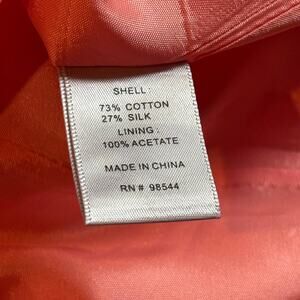 SHELL :
73% COTTON
27% SILK
LINING :
100% ACETATE
MADE IN CHINA
RN # 98544